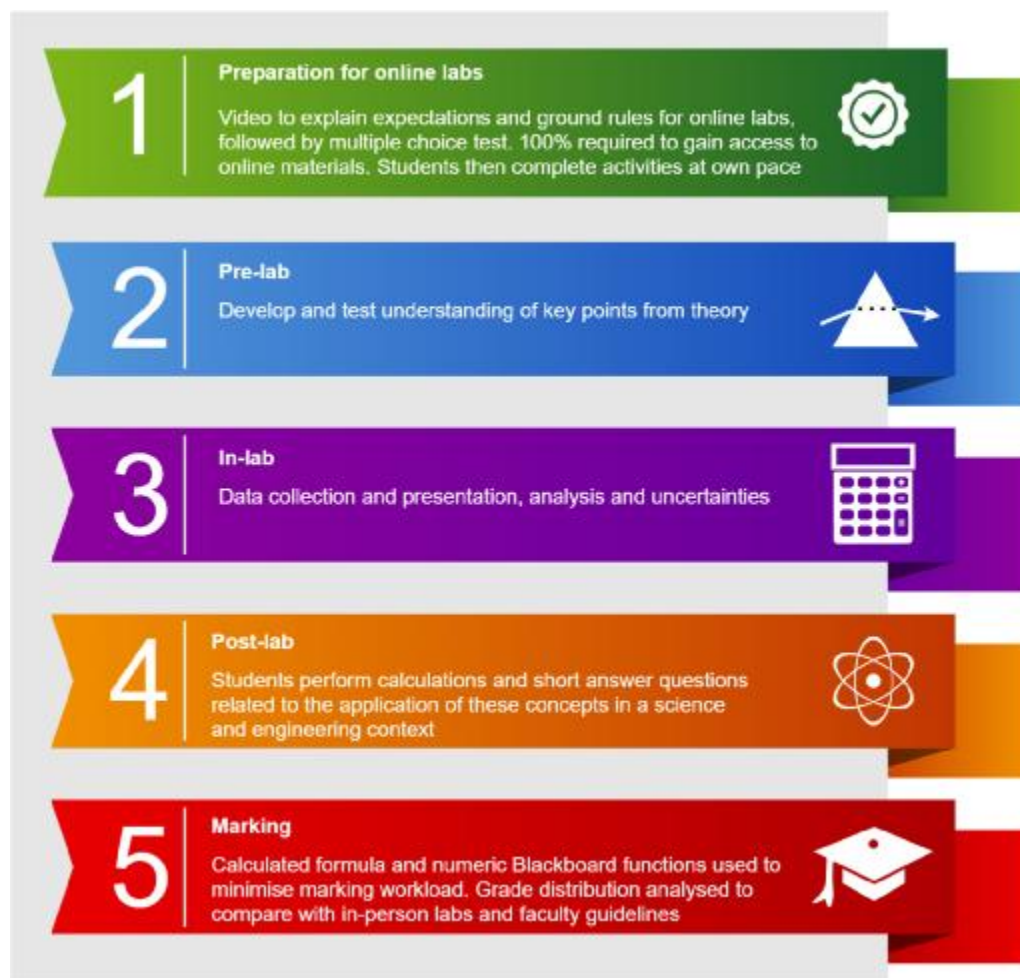 1
Preparation for online labs
Video to explain expectations and ground rules for online labs,
followed by multiple choice test. 100% required to gain access to
online materials. Students then complete activities at own pace
2
Pre-lab
Develop and test understanding of key points from theory
3
In-lab
Data collection and presentation, analysis and uncertainties
4
Post-lab
Students perform calculations and short answer questions
related to the application of these concepts in a science
and engineering context
5
Marking
Calculated formula and numeric Blackboard functions used to
minimise marking workload. Grade distribution analysed to
compare with in-person labs and faculty guidelines